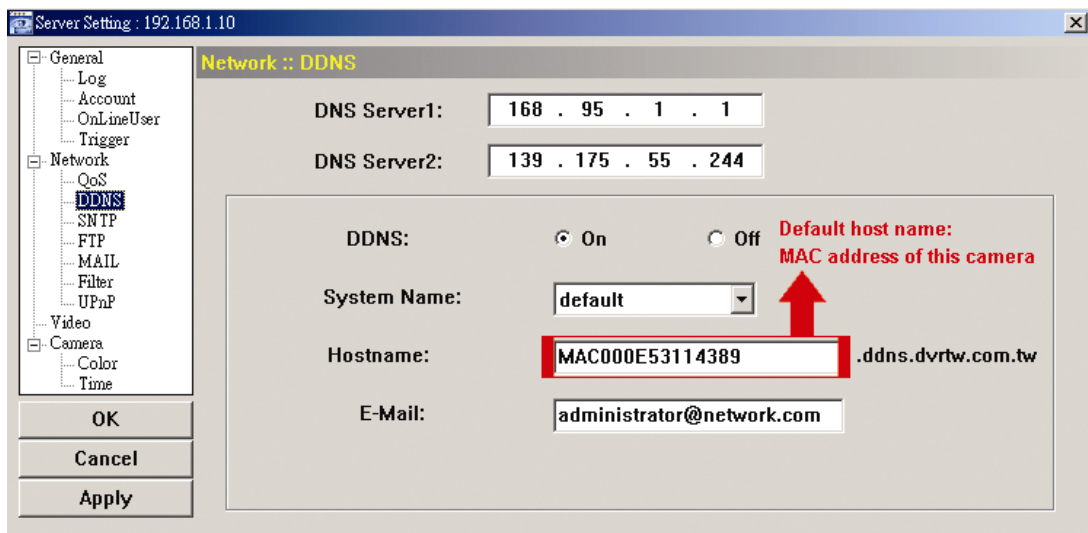 Server Setting : 192.168.1.10
General
Log
Account
OnLineUser
Trigger
Network
QoS
DDNS
SNTP
FTP
MAIL
Filter
UPnP
Video
Camera
Color
Time
OK
Cancel
Apply
Network :: DDNS
DNS Server1: 168 . 95 . 1 . 1
DNS Server2: 139 . 175 . 55 . 244
DDNS: On Off
Default host name:
MAC address of this camera
System Name: default
Hostname: MAC000E53114389 .ddns.dvrtw.com.tw
E-Mail: administrator@network.com